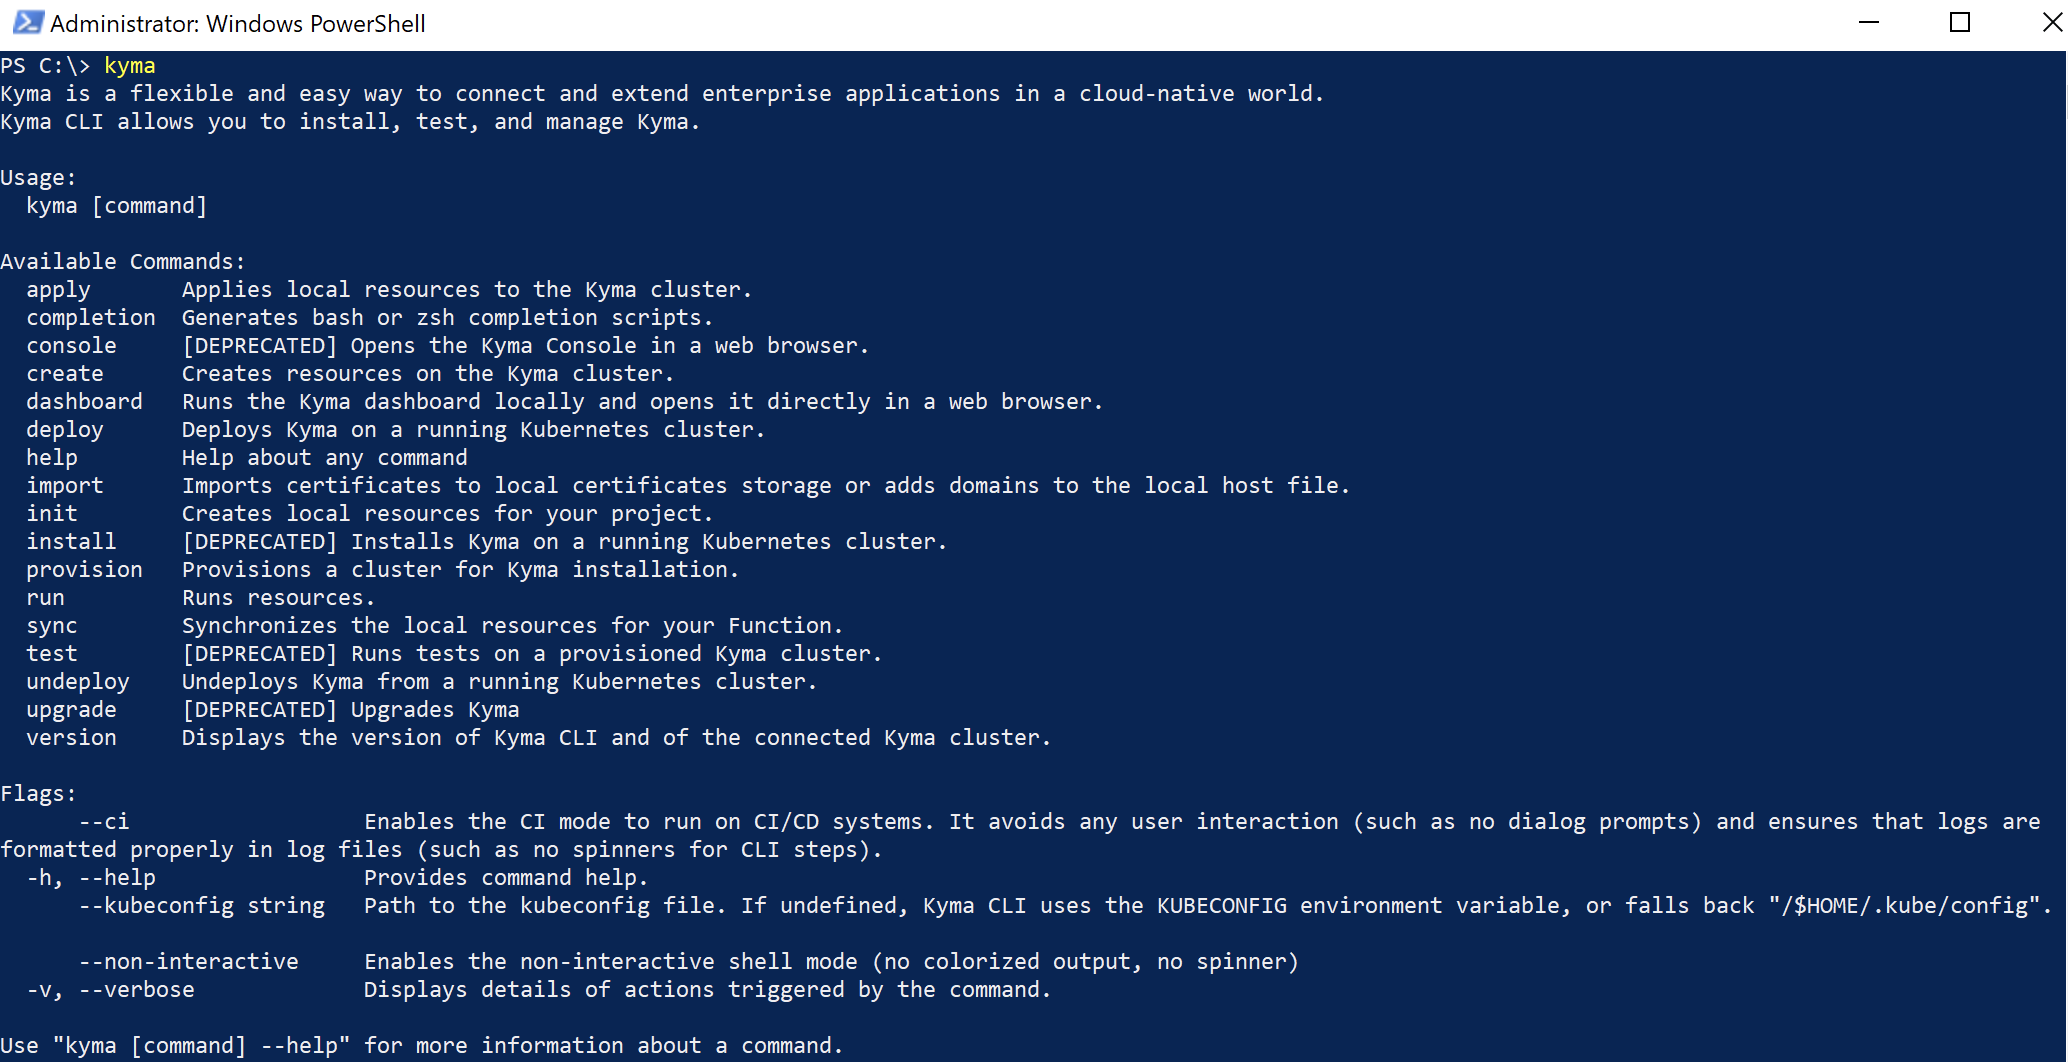 Administrator: Windows PowerShell
PS C:\> kyma
Kyma is a flexible and easy way to connect and extend enterprise applications in a cloud-native world.
Kyma CLI allows you to install, test, and manage Kyma.

Usage:
  kyma [command]

Available Commands:
  apply       Applies local resources to the Kyma cluster.
  completion  Generates bash or zsh completion scripts.
  console     [DEPRECATED] Opens the Kyma Console in a web browser.
  create      Creates resources on the Kyma cluster.
  dashboard   Runs the Kyma dashboard locally and opens it directly in a web browser.
  deploy      Deploys Kyma on a running Kubernetes cluster.
  help        Help about any command
  import      Imports certificates to local certificates storage or adds domains to the local host file.
  init        Creates local resources for your project.
  install     [DEPRECATED] Installs Kyma on a running Kubernetes cluster.
  provision   Provisions a cluster for Kyma installation.
  run         Runs resources.
  sync        Synchronizes the local resources for your Function.
  test        [DEPRECATED] Runs tests on a provisioned Kyma cluster.
  undeploy    Undeploys Kyma from a running Kubernetes cluster.
  upgrade     [DEPRECATED] Upgrades Kyma
  version     Displays the version of Kyma CLI and of the connected Kyma cluster.

Flags:
      --ci                  Enables the CI mode to run on CI/CD systems. It avoids any user interaction (such as no dialog prompts) and ensures that logs are
formatted properly in log files (such as no spinners for CLI steps).
  -h, --help                Provides command help.
      --kubeconfig string   Path to the kubeconfig file. If undefined, Kyma CLI uses the KUBECONFIG environment variable, or falls back "/$HOME/.kube/config".

      --non-interactive     Enables the non-interactive shell mode (no colorized output, no spinner)
  -v, --verbose             Displays details of actions triggered by the command.

Use "kyma [command] --help" for more information about a command.